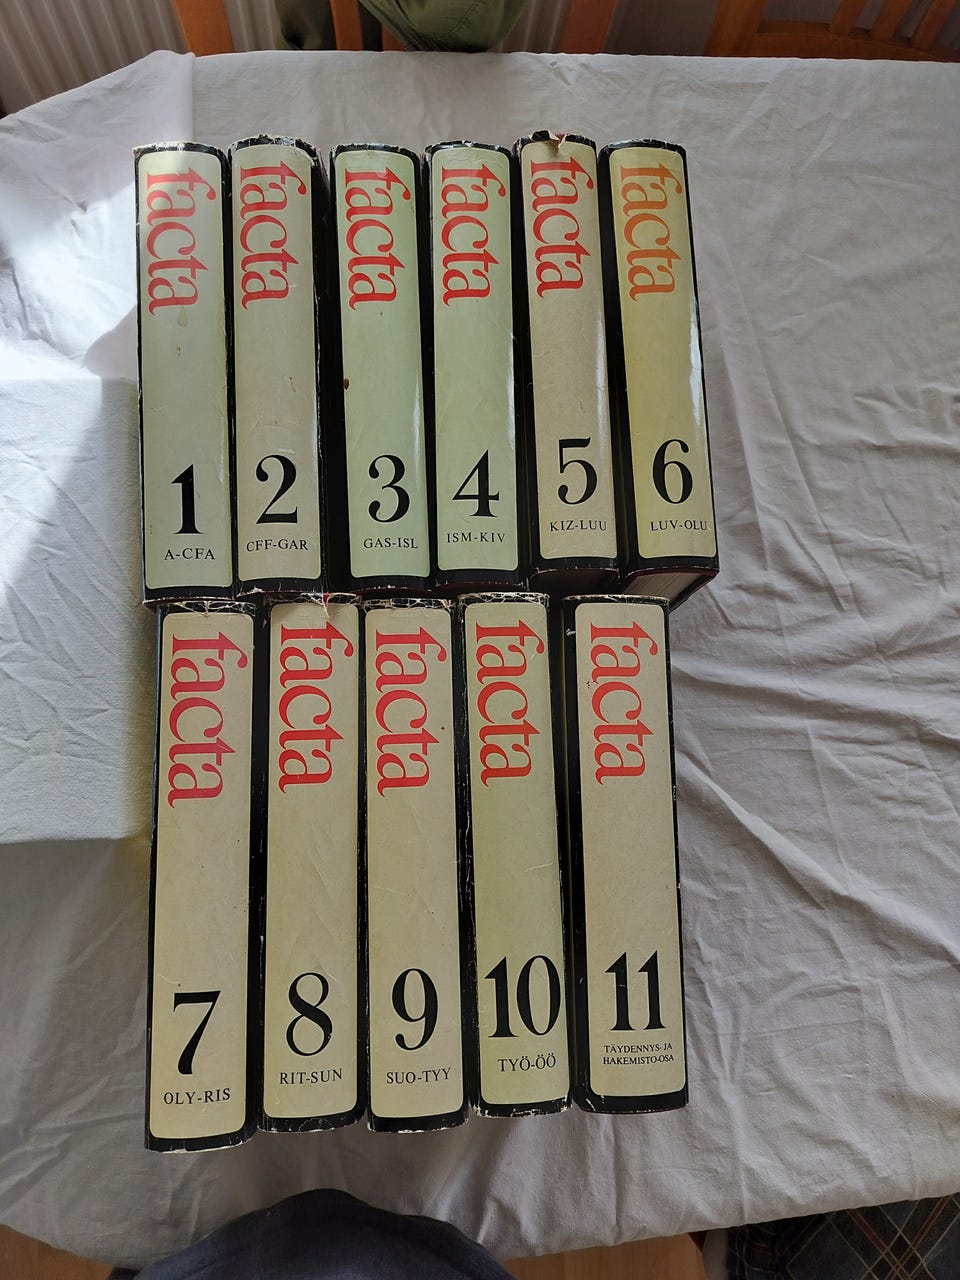 facta
1
A-CFA
facta
2
CFF-GAR
facta
3
GAS-ISL
facta
4
ISM-KIV
facta
5
KIZ-LUU
facta
6
LUV-OLU
facta
7
OLY-RIS
facta
8
RIT-SUN
facta
9
SUO-TYY
facta
10
TYÖ-ÖÖ
facta
11
TÄYDENNYS- JA
HAKEMISTO-OSA